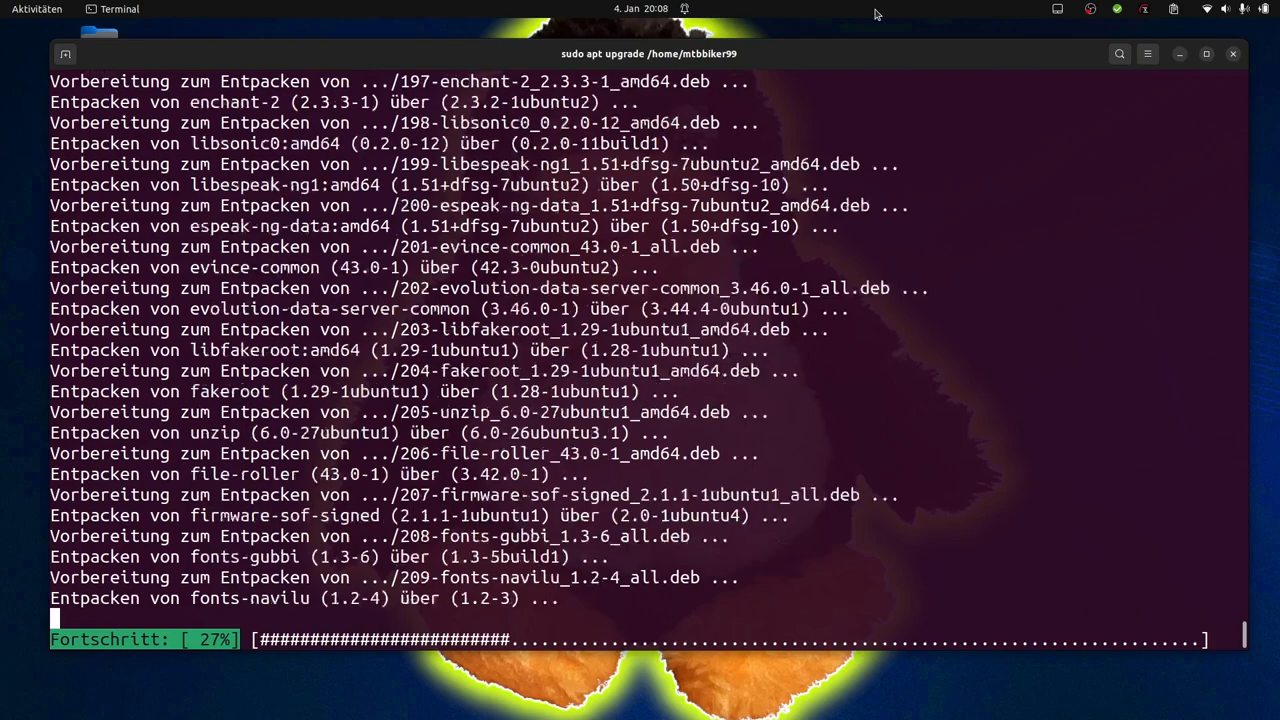 Aktivitäten Terminal 4. Jan 20:08
sudo apt upgrade /home/mtbbiker99
Vorbereitung zum Entpacken von .../197-enchant-2_2.3.3-1_amd64.deb ...
Entpacken von enchant-2 (2.3.3-1) über (2.3.2-1ubuntu2) ...
Vorbereitung zum Entpacken von .../198-libsonic0_0.2.0-12_amd64.deb ...
Entpacken von libsonic0:amd64 (0.2.0-12) über (0.2.0-11build1) ...
Vorbereitung zum Entpacken von .../199-libespeak-ng1_1.51+dfsg-7ubuntu2_amd64.deb ...
Entpacken von libespeak-ng1:amd64 (1.51+dfsg-7ubuntu2) über (1.50+dfsg-10) ...
Vorbereitung zum Entpacken von .../200-espeak-ng-data_1.51+dfsg-7ubuntu2_amd64.deb ...
Entpacken von espeak-ng-data:amd64 (1.51+dfsg-7ubuntu2) über (1.50+dfsg-10) ...
Vorbereitung zum Entpacken von .../201-evince-common_43.0-1_all.deb ...
Entpacken von evince-common (43.0-1) über (42.3-0ubuntu2) ...
Vorbereitung zum Entpacken von .../202-evolution-data-server-common_3.46.0-1_all.deb ...
Entpacken von evolution-data-server-common (3.46.0-1) über (3.44.4-0ubuntu1) ...
Vorbereitung zum Entpacken von .../203-libfakeroot_1.29-1ubuntu1_amd64.deb ...
Entpacken von libfakeroot:amd64 (1.29-1ubuntu1) über (1.28-1ubuntu1) ...
Vorbereitung zum Entpacken von .../204-fakeroot_1.29-1ubuntu1_amd64.deb ...
Entpacken von fakeroot (1.29-1ubuntu1) über (1.28-1ubuntu1) ...
Vorbereitung zum Entpacken von .../205-unzip_6.0-27ubuntu1_amd64.deb ...
Entpacken von unzip (6.0-27ubuntu1) über (6.0-26ubuntu3.1) ...
Vorbereitung zum Entpacken von .../206-file-roller_43.0-1_amd64.deb ...
Entpacken von file-roller (43.0-1) über (3.42.0-1) ...
Vorbereitung zum Entpacken von .../207-firmware-sof-signed_2.1.1-1ubuntu1_all.deb ...
Entpacken von firmware-sof-signed (2.1.1-1ubuntu1) über (2.0-1ubuntu4) ...
Vorbereitung zum Entpacken von .../208-fonts-gubbi_1.3-6_all.deb ...
Entpacken von fonts-gubbi (1.3-6) über (1.3-5build1) ...
Vorbereitung zum Entpacken von .../209-fonts-navilu_1.2-4_all.deb ...
Entpacken von fonts-navilu (1.2-4) über (1.2-3) ...
Fortschritt: [ 27%] [#########################.....................................................................]